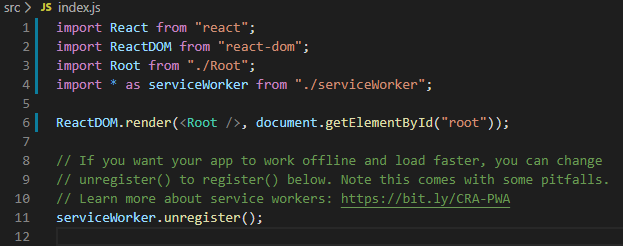 src > JS index.js
1 import React from "react";
2 import ReactDOM from "react-dom";
3 import Root from "./Root";
4 import * as serviceWorker from "./serviceWorker";
5
6 ReactDOM.render(<Root />, document.getElementById("root"));
7
8 // If you want your app to work offline and load faster, you can change
9 // unregister() to register() below. Note this comes with some pitfalls.
10 // Learn more about service workers: https://bit.ly/CRA-PWA
11 serviceWorker.unregister();
12